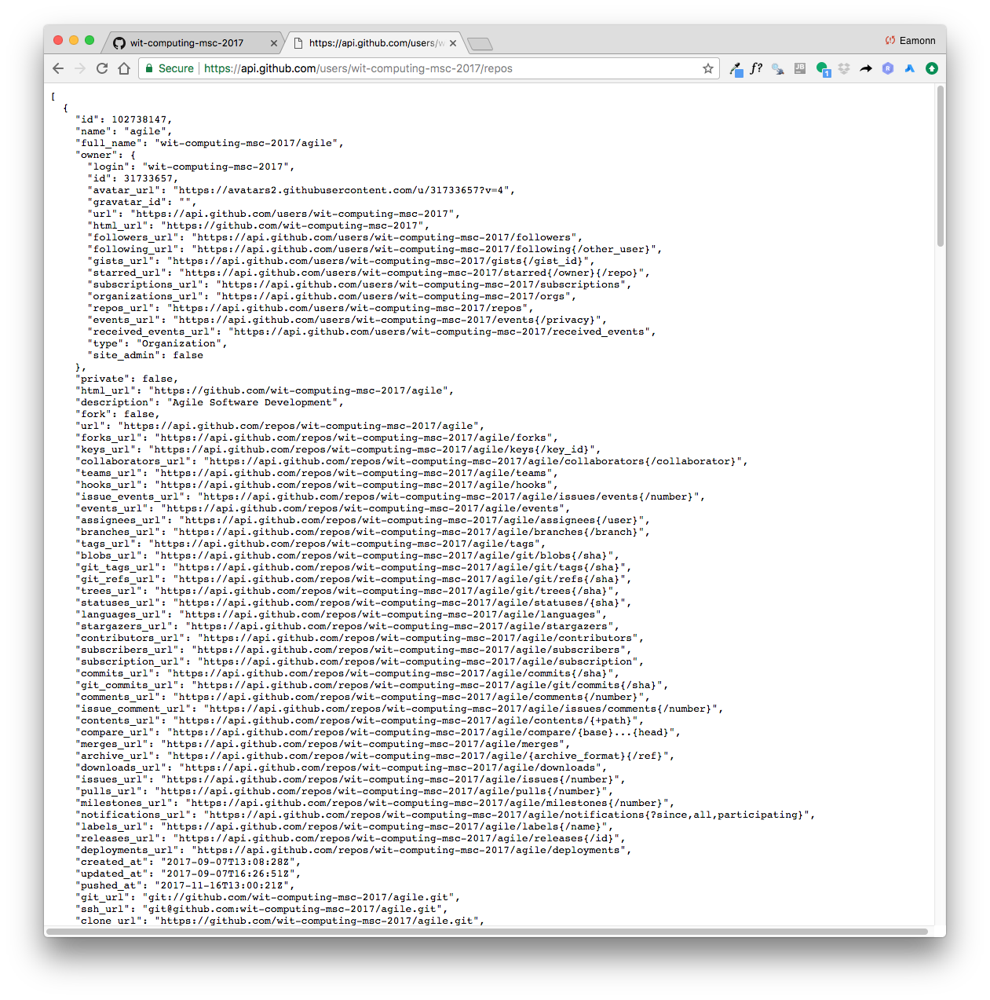 wit-computing-msc-2017
https://api.github.com/users/w
Eamonn
Secure https://api.github.com/users/wit-computing-msc-2017/repos
f?
JB
1
R
[
{
"id": 102738147,
"name": "agile",
"full_name": "wit-computing-msc-2017/agile",
"owner": {
"login": "wit-computing-msc-2017",
"id": 31733657,
"avatar_url": "https://avatars2.githubusercontent.com/u/31733657?v=4",
"gravatar_id": "",
"url": "https://api.github.com/users/wit-computing-msc-2017",
"html_url": "https://github.com/wit-computing-msc-2017",
"followers_url": "https://api.github.com/users/wit-computing-msc-2017/followers",
"following_url": "https://api.github.com/users/wit-computing-msc-2017/following{/other_user}",
"gists_url": "https://api.github.com/users/wit-computing-msc-2017/gists{/gist_id}",
"starred_url": "https://api.github.com/users/wit-computing-msc-2017/starred{/owner}{/repo}",
"subscriptions_url": "https://api.github.com/users/wit-computing-msc-2017/subscriptions",
"organizations_url": "https://api.github.com/users/wit-computing-msc-2017/orgs",
"repos_url": "https://api.github.com/users/wit-computing-msc-2017/repos",
"events_url": "https://api.github.com/users/wit-computing-msc-2017/events{/privacy}",
"received_events_url": "https://api.github.com/users/wit-computing-msc-2017/received_events",
"type": "Organization",
"site_admin": false
},
"private": false,
"html_url": "https://github.com/wit-computing-msc-2017/agile",
"description": "Agile Software Development",
"fork": false,
"url": "https://api.github.com/repos/wit-computing-msc-2017/agile",
"forks_url": "https://api.github.com/repos/wit-computing-msc-2017/agile/forks",
"keys_url": "https://api.github.com/repos/wit-computing-msc-2017/agile/keys{/key_id}",
"collaborators_url": "https://api.github.com/repos/wit-computing-msc-2017/agile/collaborators{/collaborator}",
"teams_url": "https://api.github.com/repos/wit-computing-msc-2017/agile/teams",
"hooks_url": "https://api.github.com/repos/wit-computing-msc-2017/agile/hooks",
"issue_events_url": "https://api.github.com/repos/wit-computing-msc-2017/agile/issues/events{/number}",
"events_url": "https://api.github.com/repos/wit-computing-msc-2017/agile/events",
"assignees_url": "https://api.github.com/repos/wit-computing-msc-2017/agile/assignees{/user}",
"branches_url": "https://api.github.com/repos/wit-computing-msc-2017/agile/branches{/branch}",
"tags_url": "https://api.github.com/repos/wit-computing-msc-2017/agile/tags",
"blobs_url": "https://api.github.com/repos/wit-computing-msc-2017/agile/git/blobs{/sha}",
"git_tags_url": "https://api.github.com/repos/wit-computing-msc-2017/agile/git/tags{/sha}",
"git_refs_url": "https://api.github.com/repos/wit-computing-msc-2017/agile/git/refs{/sha}",
"trees_url": "https://api.github.com/repos/wit-computing-msc-2017/agile/git/trees{/sha}",
"statuses_url": "https://api.github.com/repos/wit-computing-msc-2017/agile/statuses/{sha}",
"languages_url": "https://api.github.com/repos/wit-computing-msc-2017/agile/languages",
"stargazers_url": "https://api.github.com/repos/wit-computing-msc-2017/agile/stargazers",
"contributors_url": "https://api.github.com/repos/wit-computing-msc-2017/agile/contributors",
"subscribers_url": "https://api.github.com/repos/wit-computing-msc-2017/agile/subscribers",
"subscription_url": "https://api.github.com/repos/wit-computing-msc-2017/agile/subscription",
"commits_url": "https://api.github.com/repos/wit-computing-msc-2017/agile/commits{/sha}",
"git_commits_url": "https://api.github.com/repos/wit-computing-msc-2017/agile/git/commits{/sha}",
"comments_url": "https://api.github.com/repos/wit-computing-msc-2017/agile/comments{/number}",
"issue_comment_url": "https://api.github.com/repos/wit-computing-msc-2017/agile/issues/comments{/number}",
"contents_url": "https://api.github.com/repos/wit-computing-msc-2017/agile/contents/{+path}",
"compare_url": "https://api.github.com/repos/wit-computing-msc-2017/agile/compare/{base}...{head}",
"merges_url": "https://api.github.com/repos/wit-computing-msc-2017/agile/merges",
"archive_url": "https://api.github.com/repos/wit-computing-msc-2017/agile/{archive_format}{/ref}",
"downloads_url": "https://api.github.com/repos/wit-computing-msc-2017/agile/downloads",
"issues_url": "https://api.github.com/repos/wit-computing-msc-2017/agile/issues{/number}",
"pulls_url": "https://api.github.com/repos/wit-computing-msc-2017/agile/pulls{/number}",
"milestones_url": "https://api.github.com/repos/wit-computing-msc-2017/agile/milestones{/number}",
"notifications_url": "https://api.github.com/repos/wit-computing-msc-2017/agile/notifications{?since,all,participating}",
"labels_url": "https://api.github.com/repos/wit-computing-msc-2017/agile/labels{/name}",
"releases_url": "https://api.github.com/repos/wit-computing-msc-2017/agile/releases{/id}",
"deployments_url": "https://api.github.com/repos/wit-computing-msc-2017/agile/deployments",
"created_at": "2017-09-07T13:08:28Z",
"updated_at": "2017-09-07T16:26:51Z",
"pushed_at": "2017-11-16T13:00:21Z",
"git_url": "git://github.com/wit-computing-msc-2017/agile.git",
"ssh_url": "git@github.com:wit-computing-msc-2017/agile.git",
"clone_url": "https://github.com/wit-computing-msc-2017/agile.git",